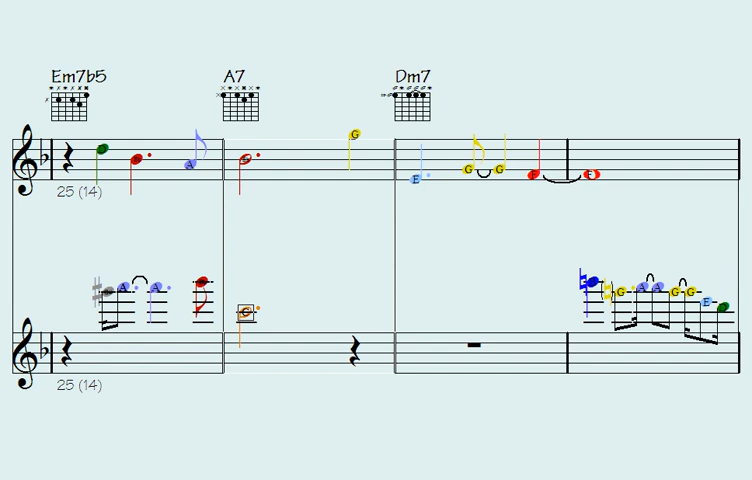 Em7b5 A7 Dm7
G
A
G G
E
25 (14)
A A
G A A G G
E
C
25 (14)